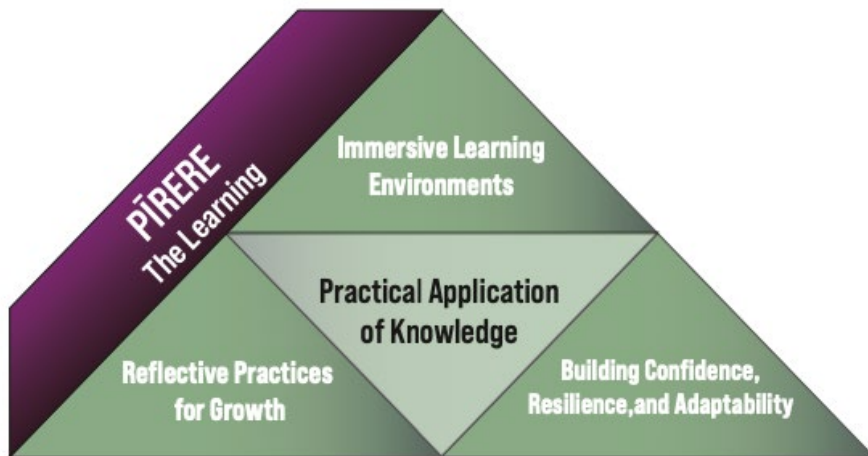 PĪRERE
The Learning
Immersive Learning
Environments
Practical Application
of Knowledge
Reflective Practices
for Growth
Building Confidence,
Resilience,and Adaptability